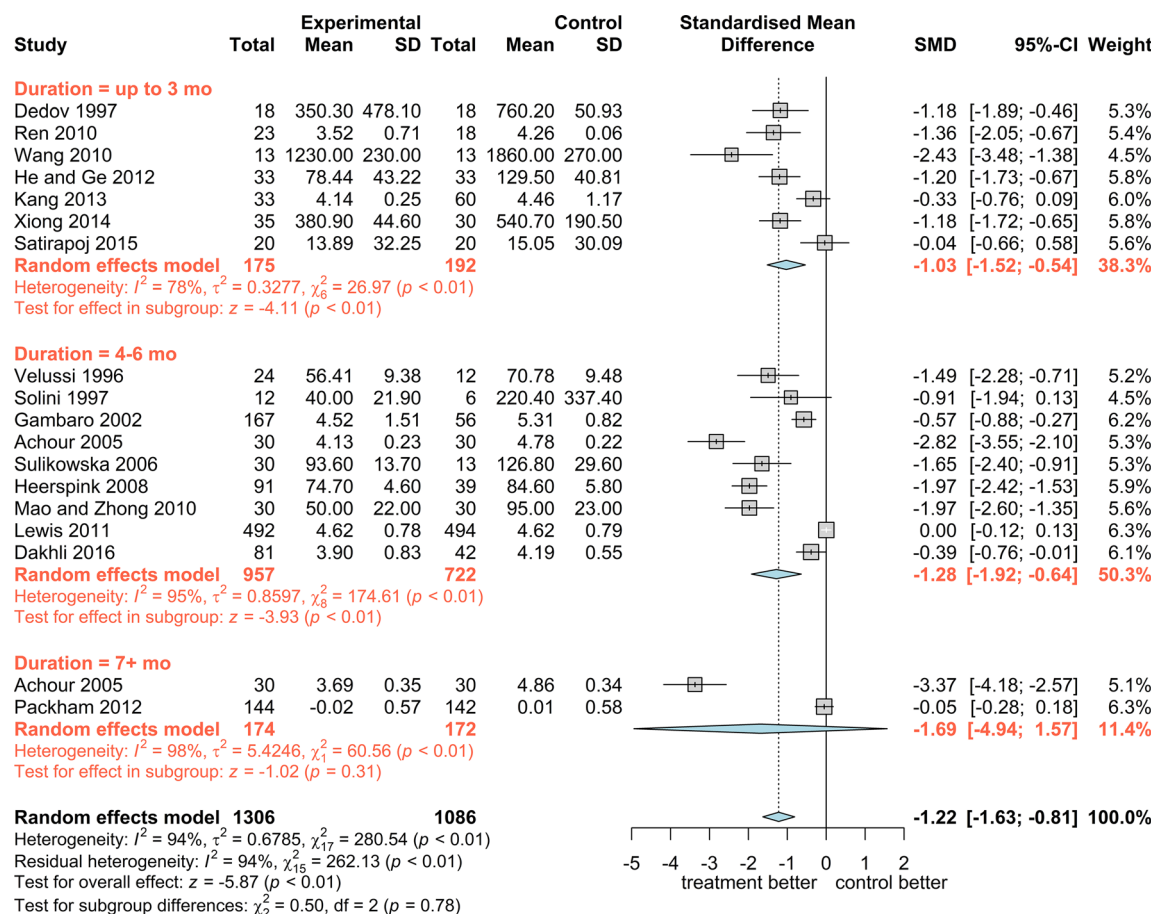 Experimental Control Standardised Mean
Study Total Mean SD Total Mean SD Difference SMD 95%-CI Weight
Duration = up to 3 mo
Dedov 1997 18 350.30 478.10 18 760.20 50.93 -1.18 [-1.89; -0.46] 5.3%
Ren 2010 23 3.52 0.71 18 4.26 0.06 -1.36 [-2.05; -0.67] 5.4%
Wang 2010 13 1230.00 230.00 13 1860.00 270.00 -2.43 [-3.48; -1.38] 4.5%
He and Ge 2012 33 78.44 43.22 33 129.50 40.81 -1.20 [-1.73; -0.67] 5.8%
Kang 2013 33 4.14 0.25 60 4.46 1.17 -0.33 [-0.76; 0.09] 6.0%
Xiong 2014 35 380.90 44.60 30 540.70 190.50 -1.18 [-1.72; -0.65] 5.8%
Satirapoj 2015 20 13.89 32.25 20 15.05 30.09 -0.04 [-0.66; 0.58] 5.6%
Random effects model 175 192 -1.03 [-1.52; -0.54] 38.3%
Heterogeneity: I² = 78%, τ² = 0.3277, χ²₆ = 26.97 (p < 0.01)
Test for effect in subgroup: z = -4.11 (p < 0.01)
Duration = 4-6 mo
Velussi 1996 24 56.41 9.38 12 70.78 9.48 -1.49 [-2.28; -0.71] 5.2%
Solini 1997 12 40.00 21.90 6 220.40 337.40 -0.91 [-1.94; 0.13] 4.5%
Gambaro 2002 167 4.52 1.51 56 5.31 0.82 -0.57 [-0.88; -0.27] 6.2%
Achour 2005 30 4.13 0.23 30 4.78 0.22 -2.82 [-3.55; -2.10] 5.3%
Sulikowska 2006 30 93.60 13.70 13 126.80 29.60 -1.65 [-2.40; -0.91] 5.3%
Heerspink 2008 91 74.70 4.60 39 84.60 5.80 -1.97 [-2.42; -1.53] 5.9%
Mao and Zhong 2010 30 50.00 22.00 30 95.00 23.00 -1.97 [-2.60; -1.35] 5.7%
Lewis 2011 492 4.62 0.78 494 4.62 0.79 0.00 [-0.12; 0.13] 6.3%
Dakhli 2016 81 3.90 0.83 42 4.19 0.55 -0.39 [-0.76; -0.01] 6.1%
Random effects model 957 722 -1.28 [-1.92; -0.64] 50.3%
Heterogeneity: I² = 95%, τ² = 0.8597, χ²₈ = 174.61 (p < 0.01)
Test for effect in subgroup: z = -3.93 (p < 0.01)
Duration = 7+ mo
Achour 2005 30 3.69 0.35 30 4.86 0.34 -3.37 [-4.18; -2.57] 5.1%
Packham 2012 144 -0.02 0.57 142 0.01 0.58 -0.05 [-0.28; 0.18] 6.3%
Random effects model 174 172 -1.69 [-4.94; 1.57] 11.4%
Heterogeneity: I² = 98%, τ² = 5.4246, χ²₁ = 60.56 (p < 0.01)
Test for effect in subgroup: z = -1.02 (p = 0.31)
Random effects model 1306 1086 -1.22 [-1.63; -0.81] 100.0%
Heterogeneity: I² = 94%, τ² = 0.6785, χ²₁₇ = 280.54 (p < 0.01)
Residual heterogeneity: I² = 94%, χ²₁₅ = 262.13 (p < 0.01)
-5 -4 -3 -2 -1 0 1 2
Test for overall effect: z = -5.87 (p < 0.01)
treatment better control better
Test for subgroup differences: χ²₂ = 0.50, df = 2 (p = 0.78)